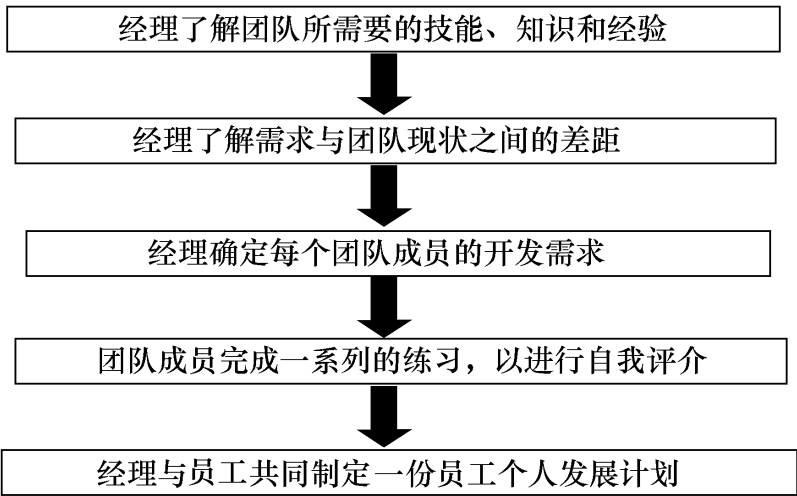 经理了解团队所需要的技能、知识和经验
经理了解需求与团队现状之间的差距
经理确定每个团队成员的开发需求
团队成员完成一系列的练习，以进行自我评介
经理与员工共同制定一份员工个人发展计划